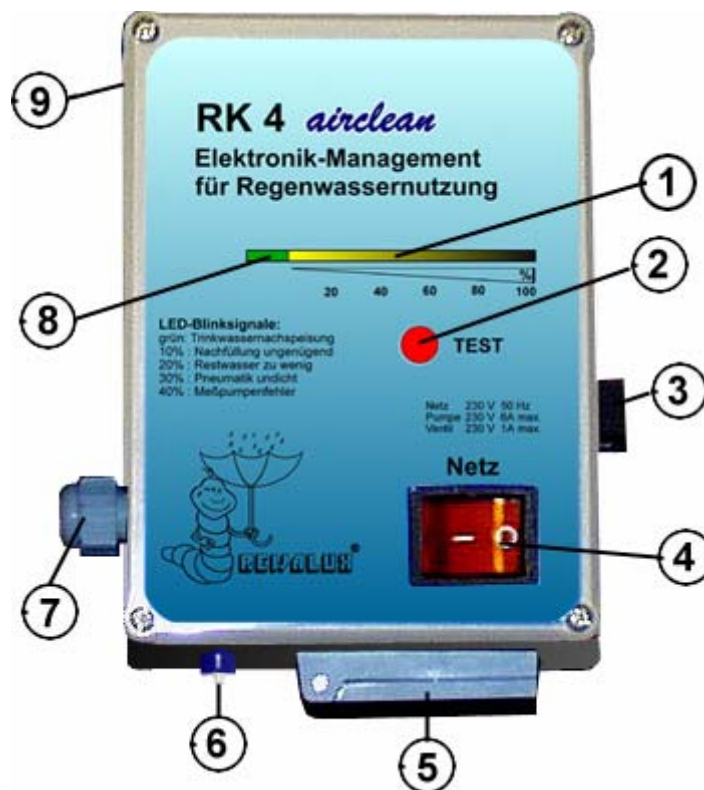 RK 4 airclean
Elektronik-Management
für Regenwassernutzung
%
20 40 60 80 100
LED-Blinksignale:
grün: Trinkwassernachspeisung
10% : Nachfüllung ungenügend
20% : Restwasser zu wenig
30% : Pneumatik undicht
40% : Meßpumpenfehler
TEST
Netz 230 V 50 Hz
Pumpe 230 V 6A max.
Ventil 230 V 1A max.
Netz
REWALUX®
1
2
3
4
5
6
7
8
9